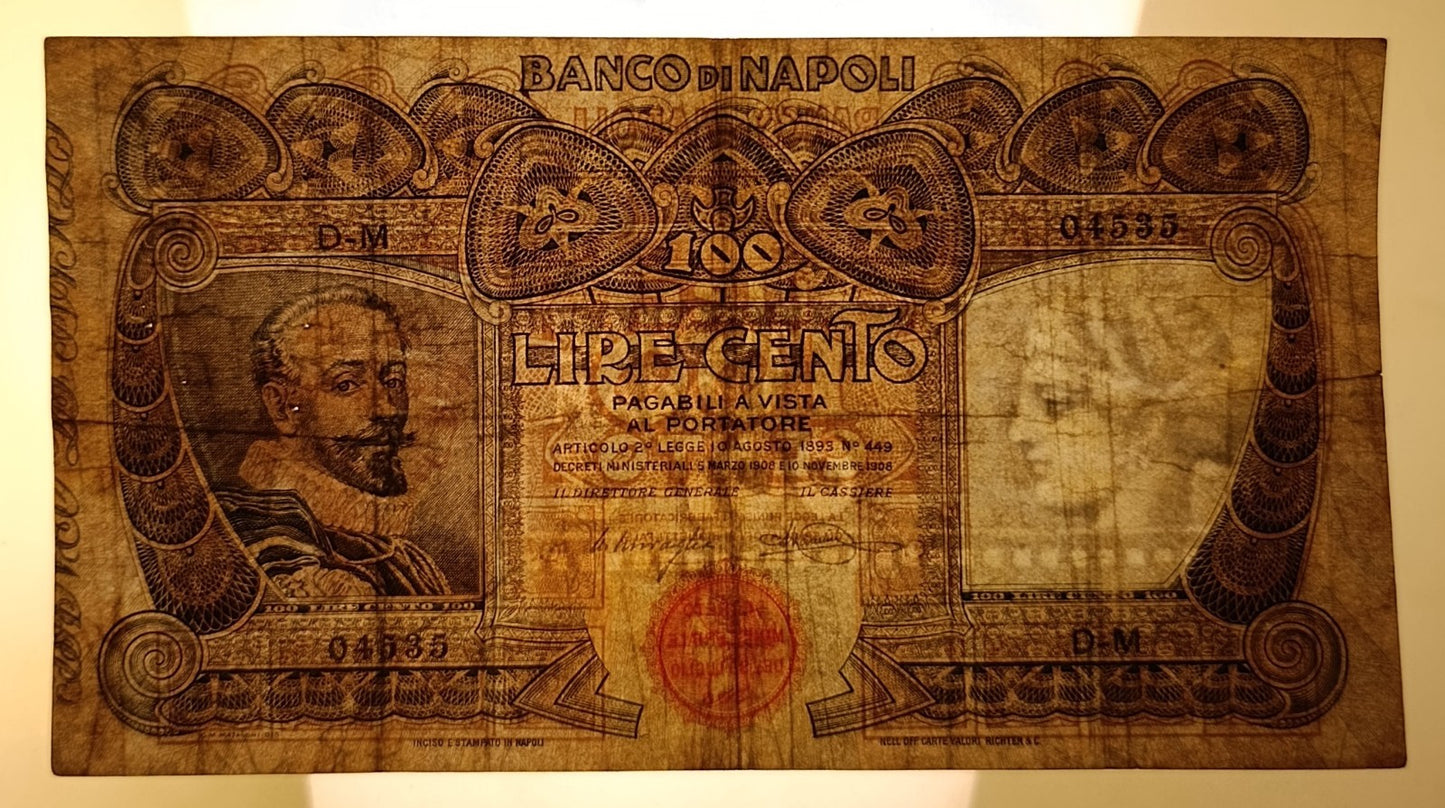 BANCO DI NAPOLI
D-M
04535
100
LIRE CENTO
PAGABILI A VISTA
AL PORTATORE
ARTICOLO 2º LEGGE 10 AGOSTO 1893 Nº 449
DECRETI MINISTERIALI 5 MARZO 1908 E 10 NOVEMBRE 1908
IL DIRETTORE GENERALE
IL CASSIERE
100 LIRE CENTO 100
100 LIRE CENTO 100
04535
D-M
INCISO E STAMPATO IN NAPOLI
NELL OFF CARTE VALORI RICHTER & C.